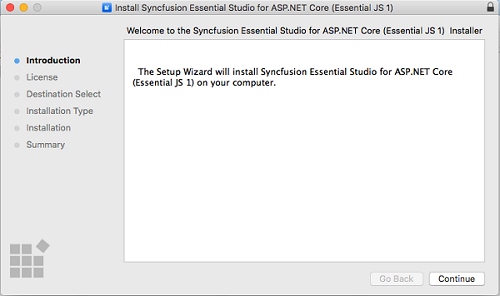 Install Syncfusion Essential Studio for ASP.NET Core (Essential JS 1)
Welcome to the Syncfusion Essential Studio for ASP.NET Core (Essential JS 1) Installer
Introduction
License
Destination Select
Installation Type
Installation
Summary
The Setup Wizard will install Syncfusion Essential Studio for ASP.NET Core
(Essential JS 1) on your computer.
Go Back
Continue